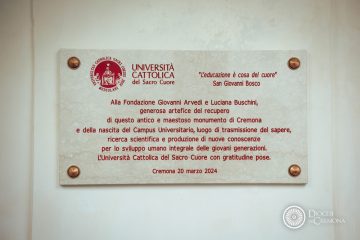 UNIVERSITÀ
CATTOLICA
del Sacro Cuore
"L'educazione è cosa del cuore"
San Giovanni Bosco
Alla Fondazione Giovanni Arvedi e Luciana Buschini,
generosa artefice del recupero
di questo antico e maestoso monumento di Cremona
e della nascita del Campus Universitario, luogo di trasmissione del sapere,
ricerca scientifica e produzione di nuove conoscenze
per lo sviluppo umano integrale delle giovani generazioni.
L'Università Cattolica del Sacro Cuore con gratitudine pose.
Cremona 20 marzo 2024
DIOCESI
DI CREMONA